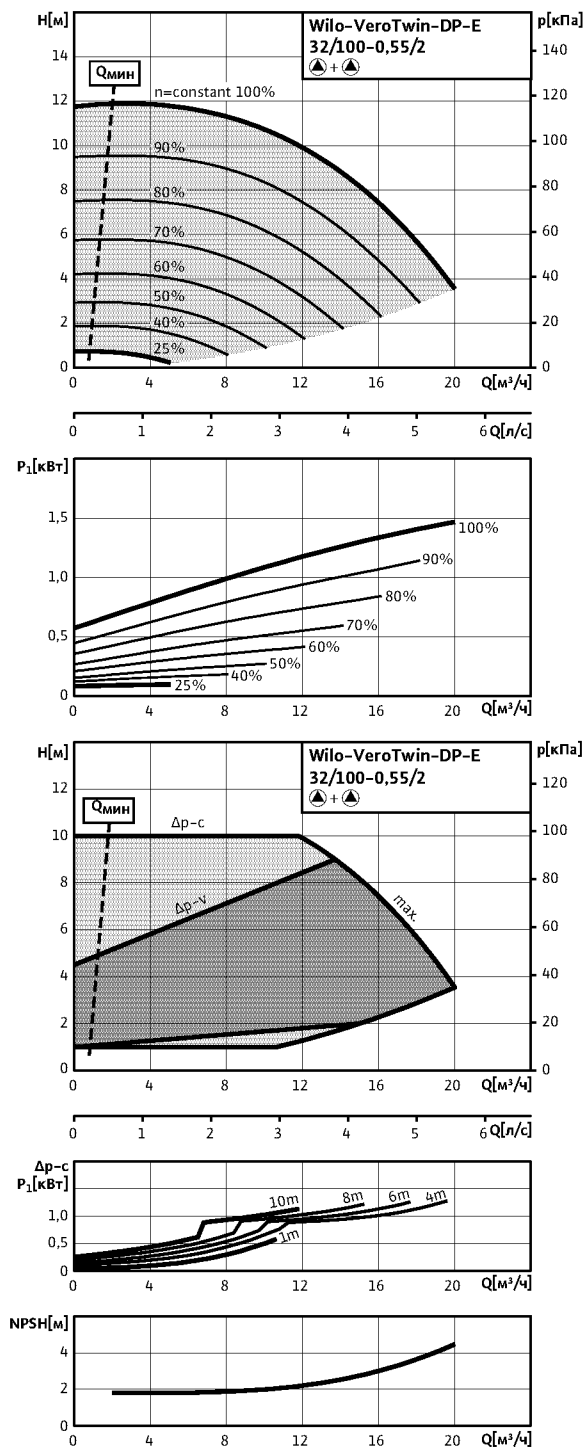 H[м]
p[кПа]
Wilo-VeroTwin-DP-E
32/100-0,55/2
+
14
12
10
8
6
4
2
0
140
120
100
80
60
40
20
0
Qмин
n=constant 100%
90%
80%
70%
60%
50%
40%
25%
0 4 8 12 16 20 Q[м³/ч]
0 1 2 3 4 5 6 Q[л/с]
P₁[кВт]
1,5
1,0
0,5
0
100%
90%
80%
70%
60%
50%
40%
25%
0 4 8 12 16 Q[м³/ч]
H[м]
p[кПа]
Wilo-VeroTwin-DP-E
32/100-0,55/2
+
12
10
8
6
4
2
0
120
100
80
60
40
20
0
Qмин
Δp-c
Δp-v
max.
0 4 8 12 16 20 Q[м³/ч]
0 1 2 3 4 5 6 Q[л/с]
Δp-c
P₁[кВт]
1,0
0,5
0
10m
8m
6m
4m
1m
0 4 8 12 16 20 Q[м³/ч]
NPSH[м]
4
2
0
0 4 8 12 16 20 Q[м³/ч]